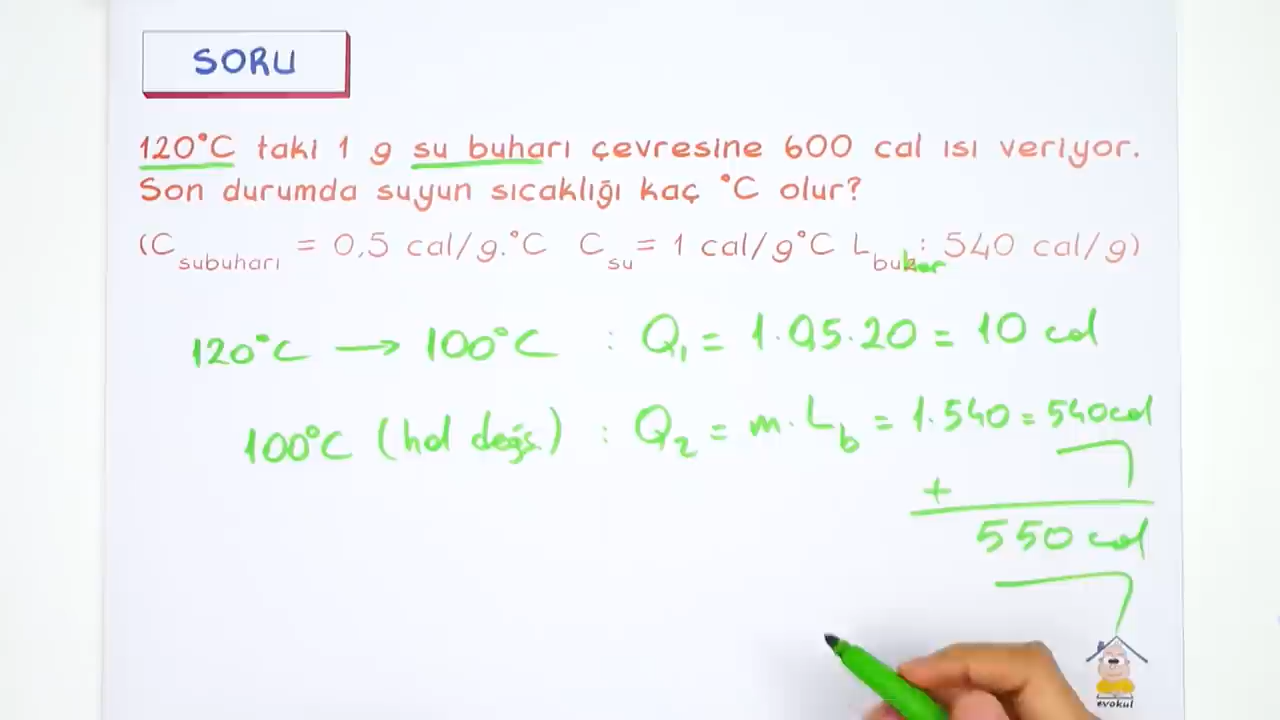 SORU
120°C taki 1 g su buharı çevresine 600 cal ısı veriyor.
Son durumda suyun sıcaklığı kaç °C olur?
(C subuharı = 0,5 cal/g.°C C su = 1 cal/g°C L buhar : 540 cal/g)
120°C → 100°C : Q₁ = 1.0,5.20 = 10 cal
100°C (hal değş.) : Q₂ = m.L b = 1.540 = 540cal
+
550 cal
evokul